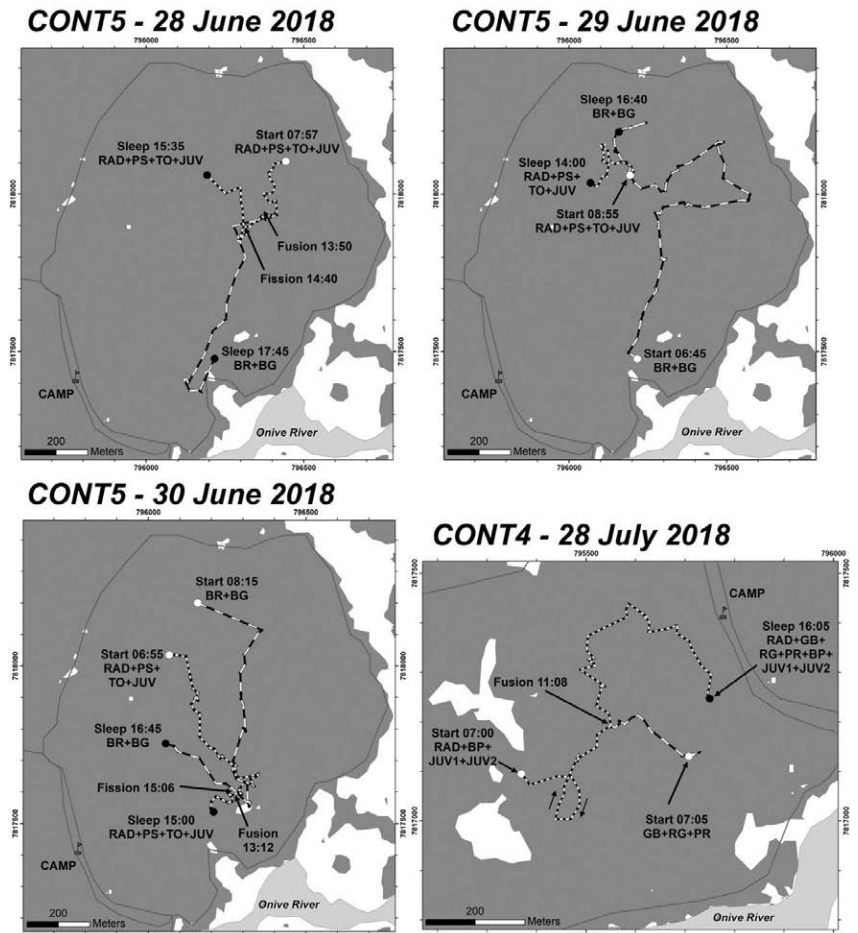 CONT5 - 28 June 2018
796000
796500
7818000
7817500
Sleep 15:35
RAD+PS+TO+JUV
Start 07:57
RAD+PS+TO+JUV
Fusion 13:50
Fission 14:40
Sleep 17:45
BR+BG
CAMP
Onive River
200
Meters
CONT5 - 29 June 2018
796000
796500
7818000
7817500
Sleep 16:40
BR+BG
Sleep 14:00
RAD+PS+
TO+JUV
Start 08:55
RAD+PS+TO+JUV
Start 06:45
BR+BG
CAMP
Onive River
200
Meters
CONT5 - 30 June 2018
796000
796500
7818000
7817500
Start 08:15
BR+BG
Start 06:55
RAD+PS+
TO+JUV
Sleep 16:45
BR+BG
Fission 15:06
Sleep 15:00
RAD+PS+TO+JUV
Fusion
13:12
CAMP
Onive River
200
Meters
CONT4 - 28 July 2018
795500
796000
7817500
7817000
7817500
7817000
CAMP
Sleep 16:05
RAD+GB+
RG+PR+BP+
JUV1+JUV2
Fusion 11:08
Start 07:00
RAD+BP+
JUV1+JUV2
Start 07:05
GB+RG+PR
200
Meters
Onive River